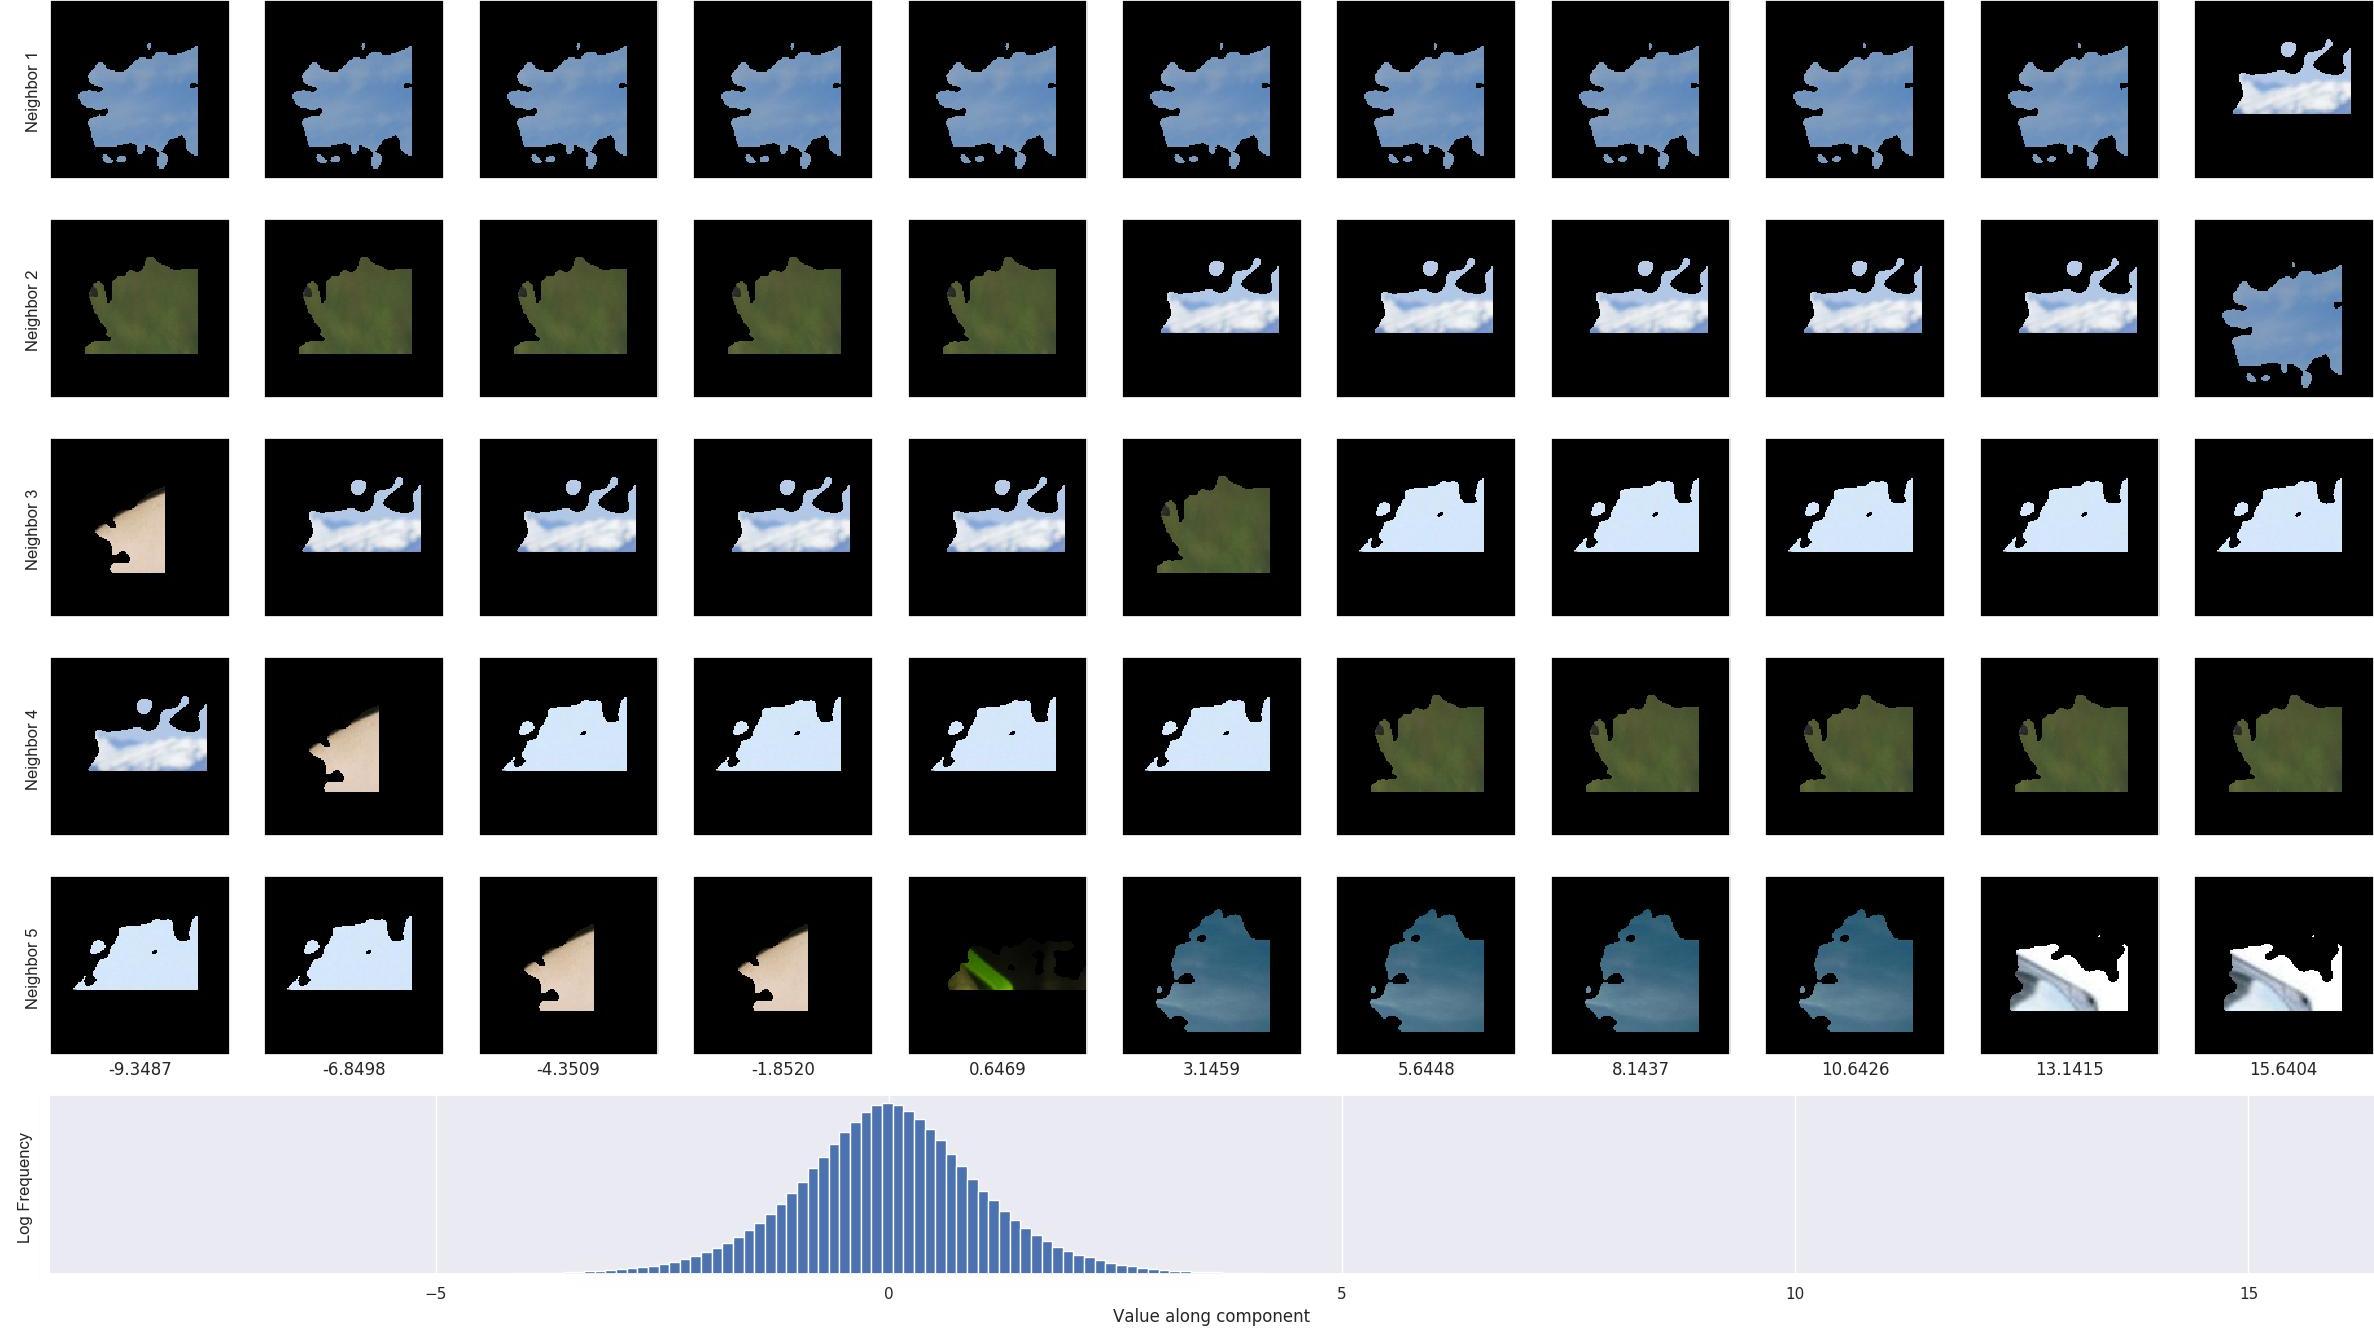 Neighbor 1
Neighbor 2
Neighbor 3
Neighbor 4
Neighbor 5
-9.3487 -6.8498 -4.3509 -1.8520 0.6469 3.1459 5.6448 8.1437 10.6426 13.1415 15.6404
Log Frequency
−5 0 5 10 15
Value along component